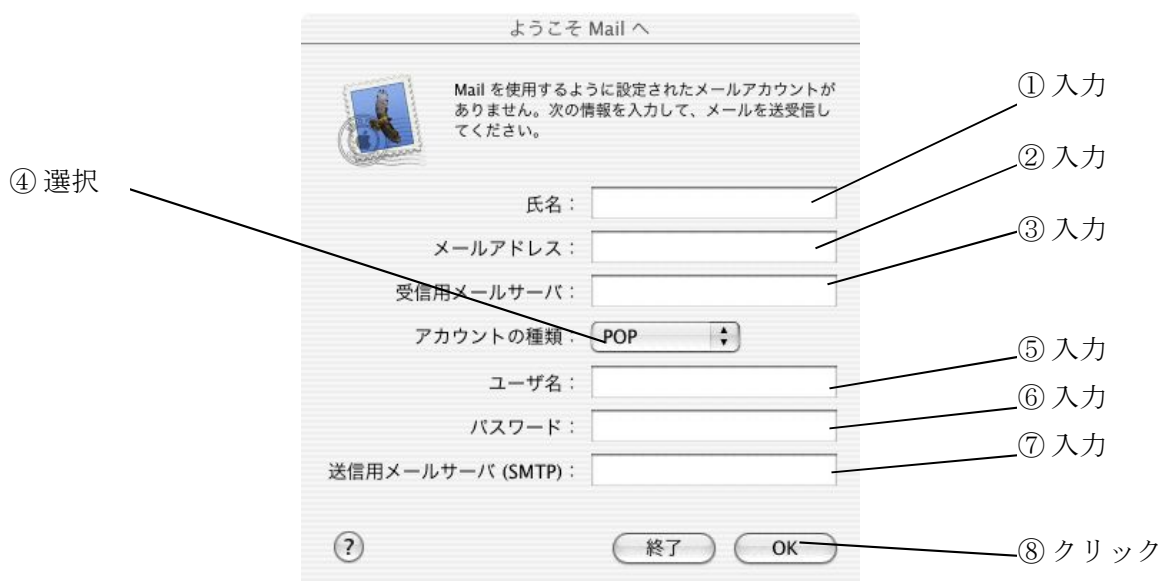 ようこそ Mail へ
Mail を使用するように設定されたメールアカウントが
ありません。次の情報を入力して、メールを送受信し
てください。
① 入力
② 入力
④ 選択
氏名：
③ 入力
メールアドレス：
受信用メールサーバ：
アカウントの種類： POP
⑤ 入力
ユーザ名：
⑥ 入力
パスワード：
⑦ 入力
送信用メールサーバ (SMTP)：
? 終了 OK
⑧ クリック